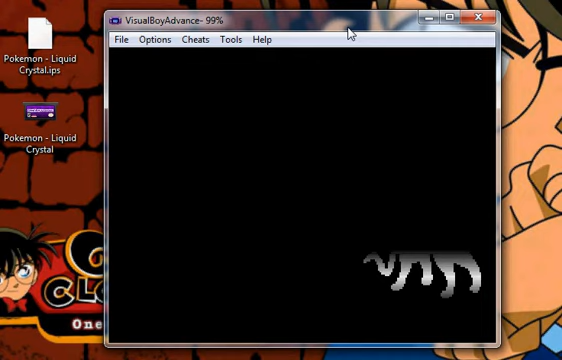 VisualBoyAdvance- 99%
File Options Cheats Tools Help
Pokemon - Liquid
Crystal.ips
Pokemon - Liquid
Crystal
One